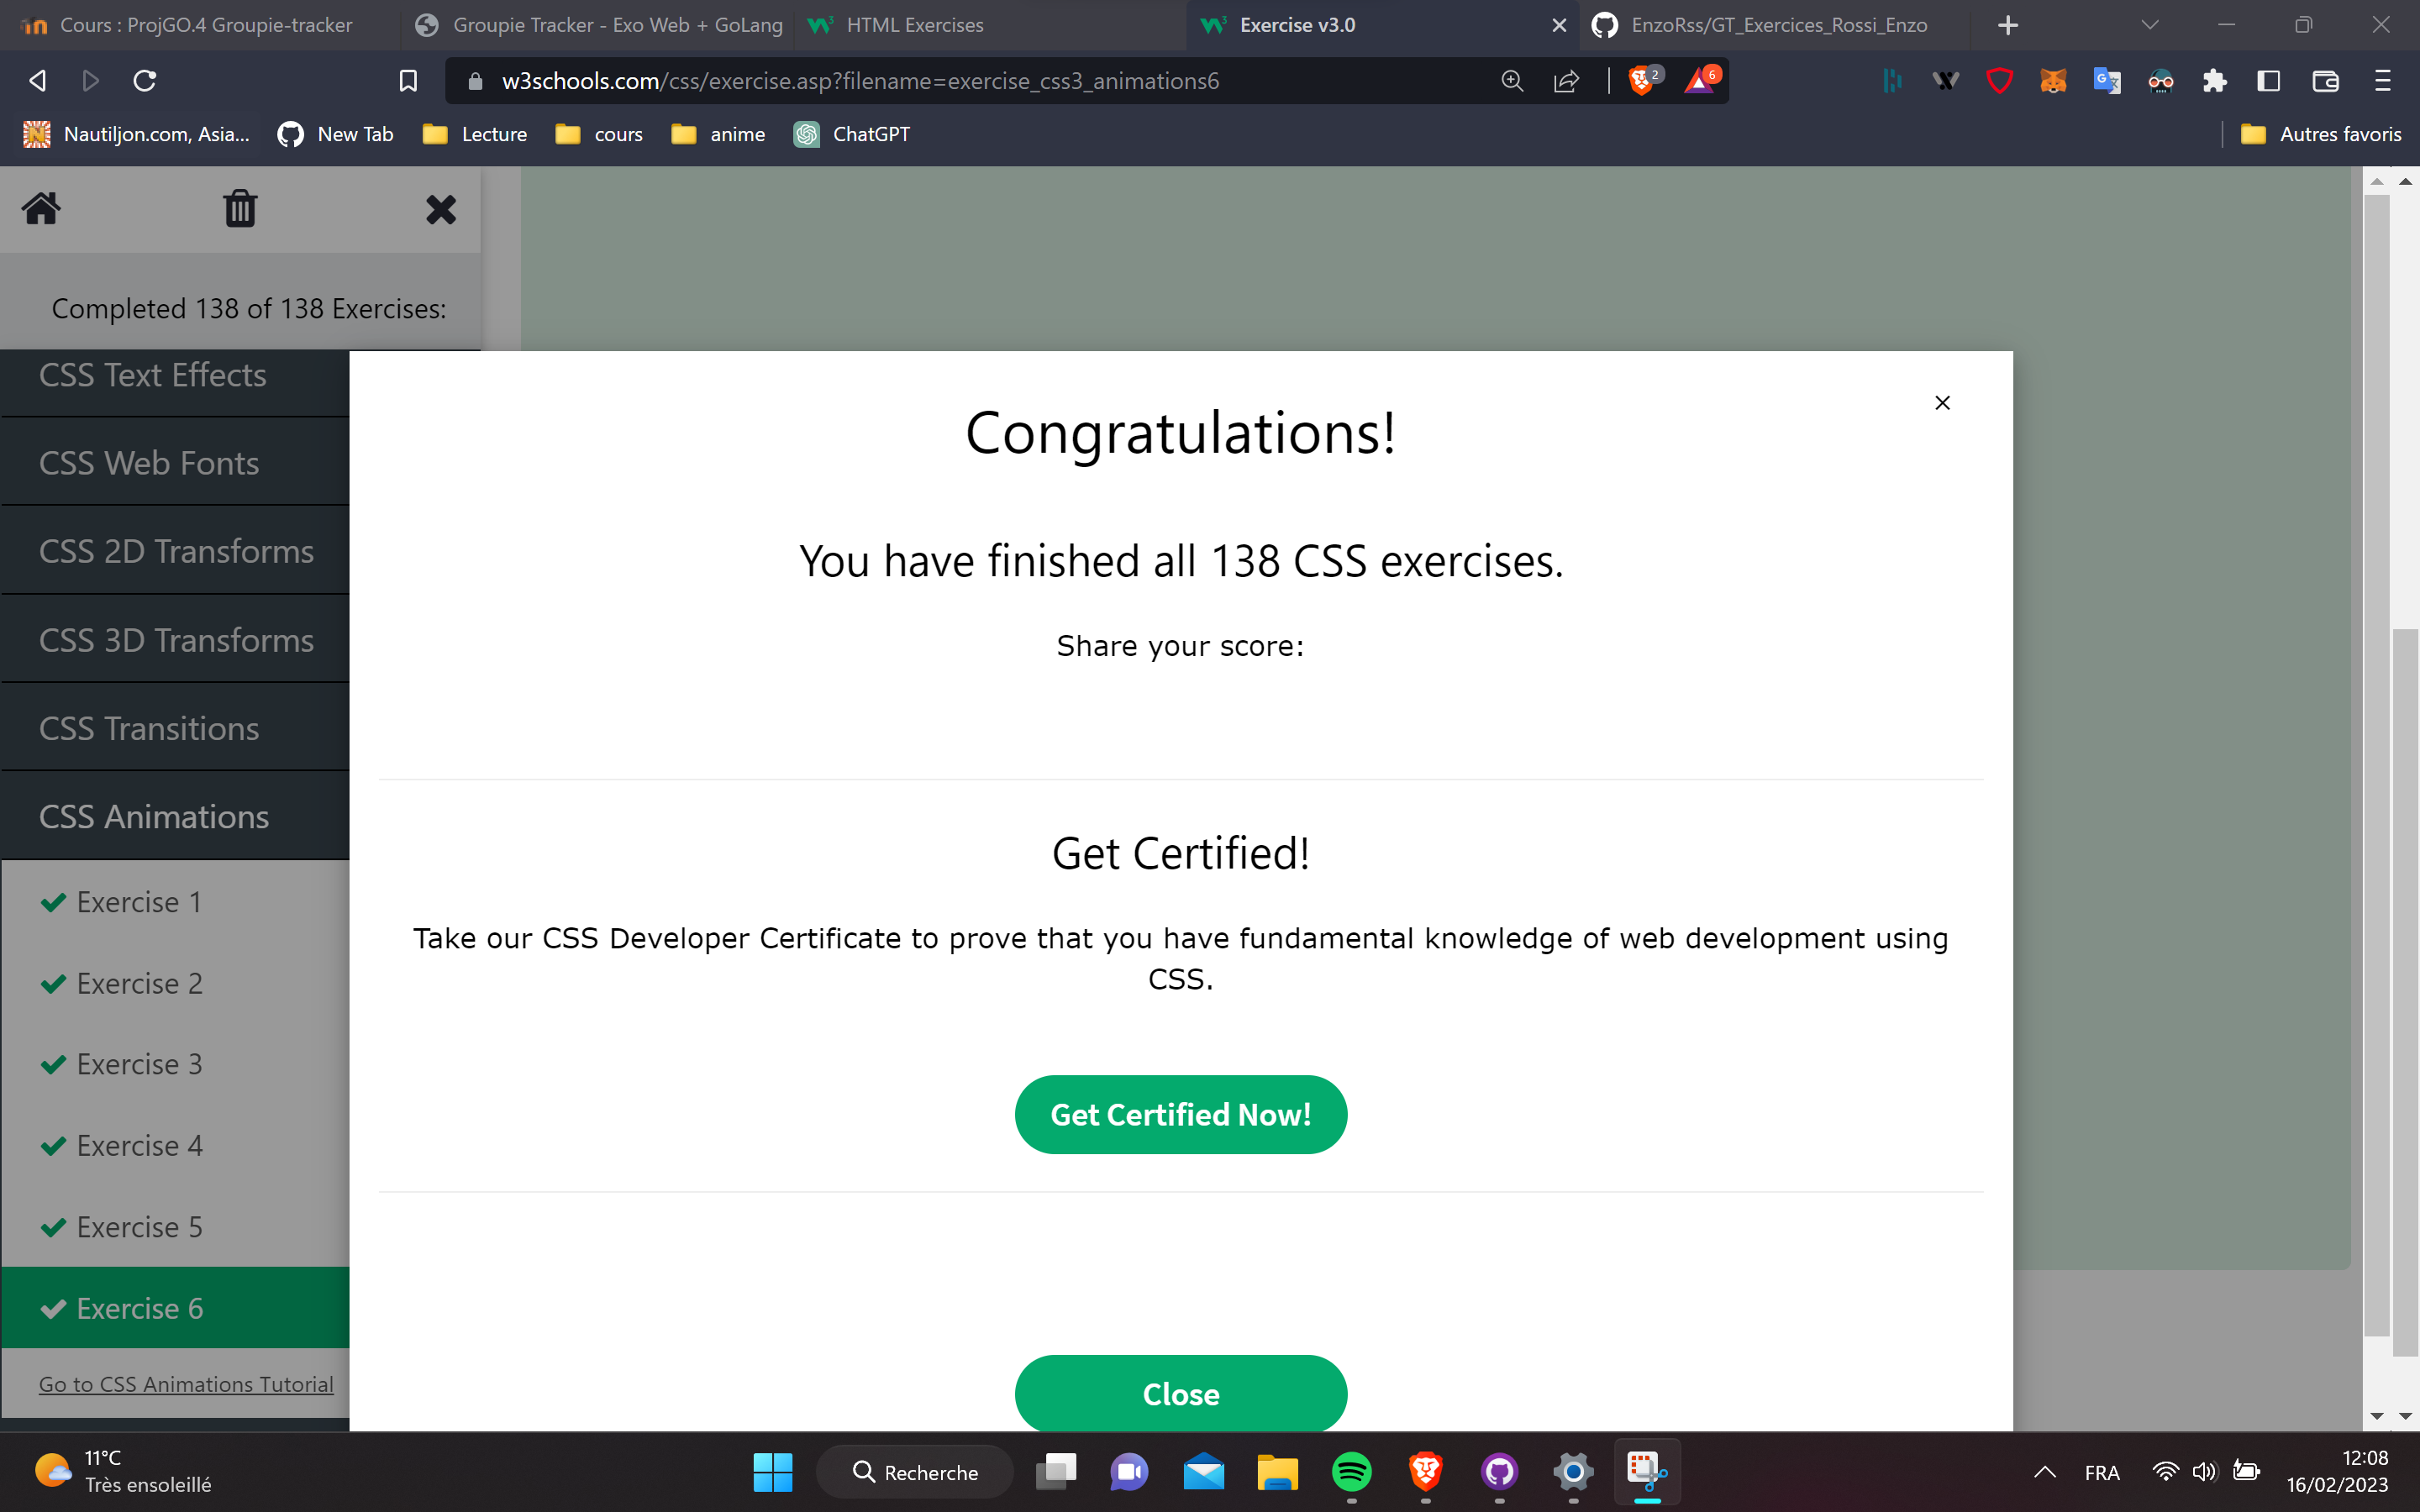 Cours : ProjGO.4 Groupie-tracker
Groupie Tracker - Exo Web + GoLang
HTML Exercises
Exercise v3.0
EnzoRss/GT_Exercices_Rossi_Enzo
w3schools.com/css/exercise.asp?filename=exercise_css3_animations6
2
6
Nautiljon.com, Asia...
New Tab
Lecture
cours
anime
ChatGPT
Autres favoris
Completed 138 of 138 Exercises:
CSS Text Effects
CSS Web Fonts
CSS 2D Transforms
CSS 3D Transforms
CSS Transitions
CSS Animations
Exercise 1
Exercise 2
Exercise 3
Exercise 4
Exercise 5
Exercise 6
Go to CSS Animations Tutorial
Congratulations!
You have finished all 138 CSS exercises.
Share your score:
Get Certified!
Take our CSS Developer Certificate to prove that you have fundamental knowledge of web development using
CSS.
Get Certified Now!
Close
11°C
Très ensoleillé
Recherche
FRA
12:08
16/02/2023